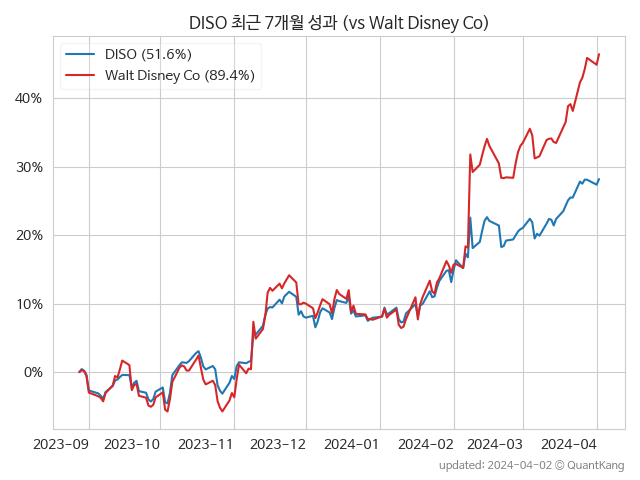 DISO 최근 7개월 성과 (vs Walt Disney Co)
DISO (51.6%)
Walt Disney Co (89.4%)
40%
30%
20%
10%
0%
2023-09 2023-10 2023-11 2023-12 2024-01 2024-02 2024-03 2024-04
updated: 2024-04-02 © QuantKang